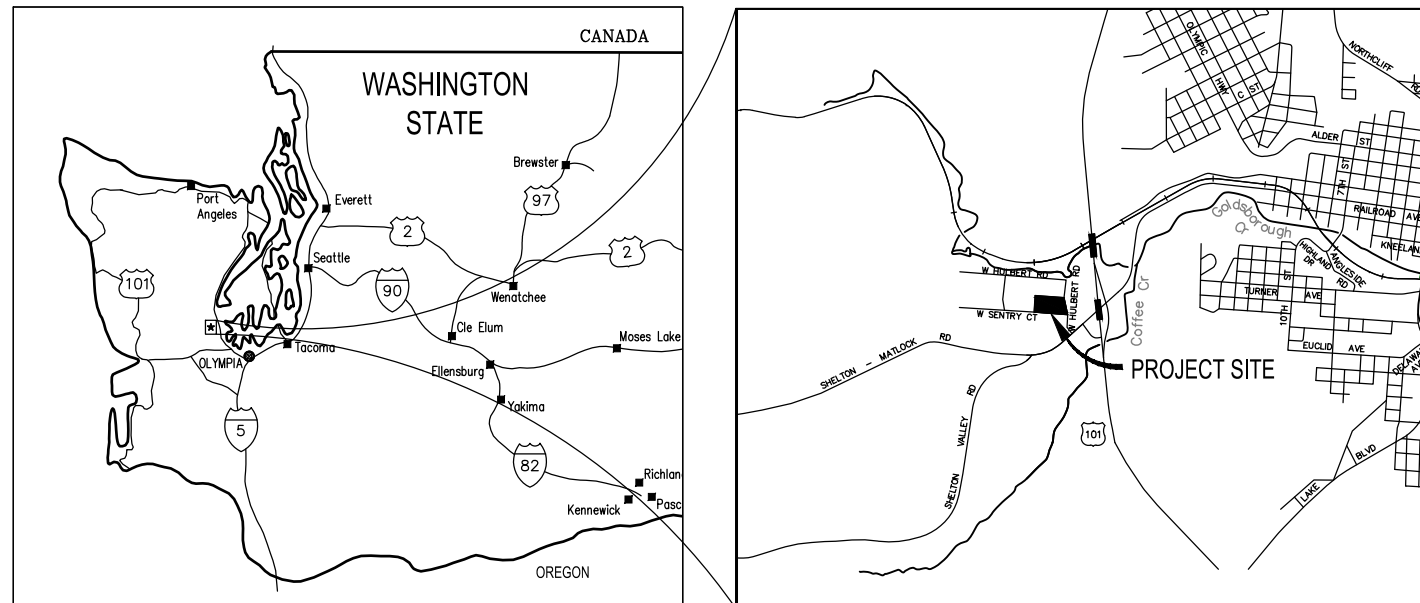 CANADA
WASHINGTON
STATE
Brewster
97
Port
Angeles
Everett
2
2
Seattle
101
90
Wenatchee
Cle Elum
Moses Lake
Tacoma
OLYMPIA
Ellensburg
Yakima
5
82
Richlan
Kennewick
Pasc
OREGON
OLYMPIC
HWY
C ST
NORTHCLIFF
ALDER ST
7TH ST
RAILROAD AVE
Goldsborough
Cr
KNEELAN
HIGHLAND
DR
ANGLESIDE
RD
W HULBERT RD
W HULBERT RD
W SENTRY CT
Coffee Cr
TURNER AVE
10TH ST
EUCLID AVE
SHELTON - MATLOCK RD
PROJECT SITE
SHELTON VALLEY RD
101
LAKE BLVD